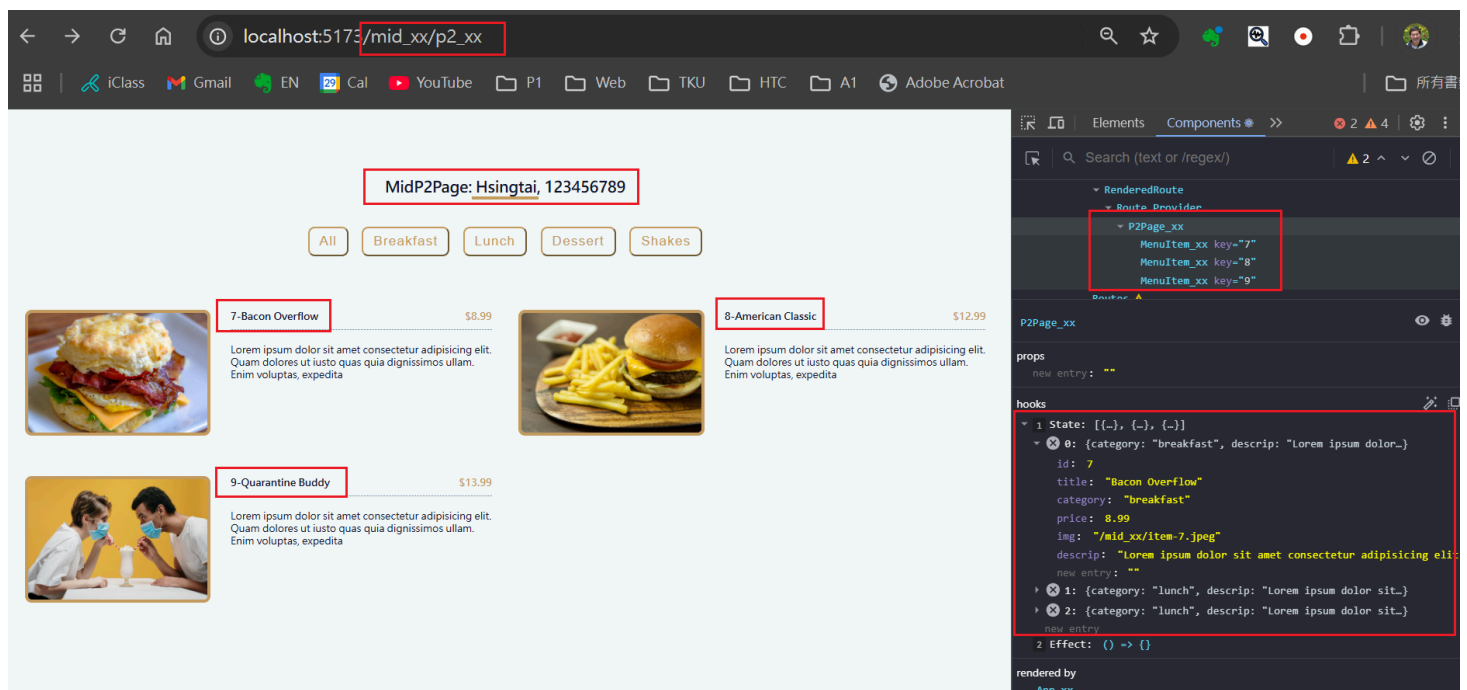 localhost:5173/mid_xx/p2_xx
iClass Gmail EN 29 Cal YouTube P1 Web TKU HTC A1 Adobe Acrobat 所有書
MidP2Page: Hsingtai, 123456789
All Breakfast Lunch Dessert Shakes
7-Bacon Overflow $8.99
Lorem ipsum dolor sit amet consectetur adipisicing elit.
Quam dolores ut iusto quas quia dignissimos ullam.
Enim voluptas, expedita
8-American Classic $12.99
Lorem ipsum dolor sit amet consectetur adipisicing elit.
Quam dolores ut iusto quas quia dignissimos ullam.
Enim voluptas, expedita
9-Quarantine Buddy $13.99
Lorem ipsum dolor sit amet consectetur adipisicing elit.
Quam dolores ut iusto quas quia dignissimos ullam.
Enim voluptas, expedita
Elements Components 2 4
Search (text or /regex/) 2
RenderedRoute
Route.Provider
P2Page_xx
MenuItem_xx key="7"
MenuItem_xx key="8"
MenuItem_xx key="9"
Routes
P2Page_xx
props
new entry: ""
hooks
1 State: [{…}, {…}, {…}]
0: {category: "breakfast", descrip: "Lorem ipsum dolor…}
id: 7
title: "Bacon Overflow"
category: "breakfast"
price: 8.99
img: "/mid_xx/item-7.jpeg"
descrip: "Lorem ipsum dolor sit amet consectetur adipisicing eli
new entry: ""
1: {category: "lunch", descrip: "Lorem ipsum dolor sit…}
2: {category: "lunch", descrip: "Lorem ipsum dolor sit…}
new entry
2 Effect: () => {}
rendered by
App_xx